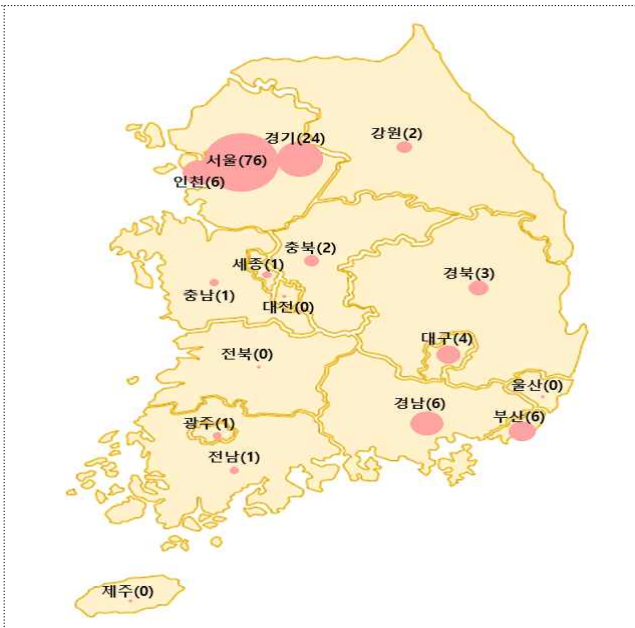 강원(2)
경기(24)
서울(76)
인천(6)
충북(2)
세종(1)
경북(3)
충남(1)
대전(0)
대구(4)
전북(0)
울산(0)
경남(6)
부산(6)
광주(1)
전남(1)
제주(0)